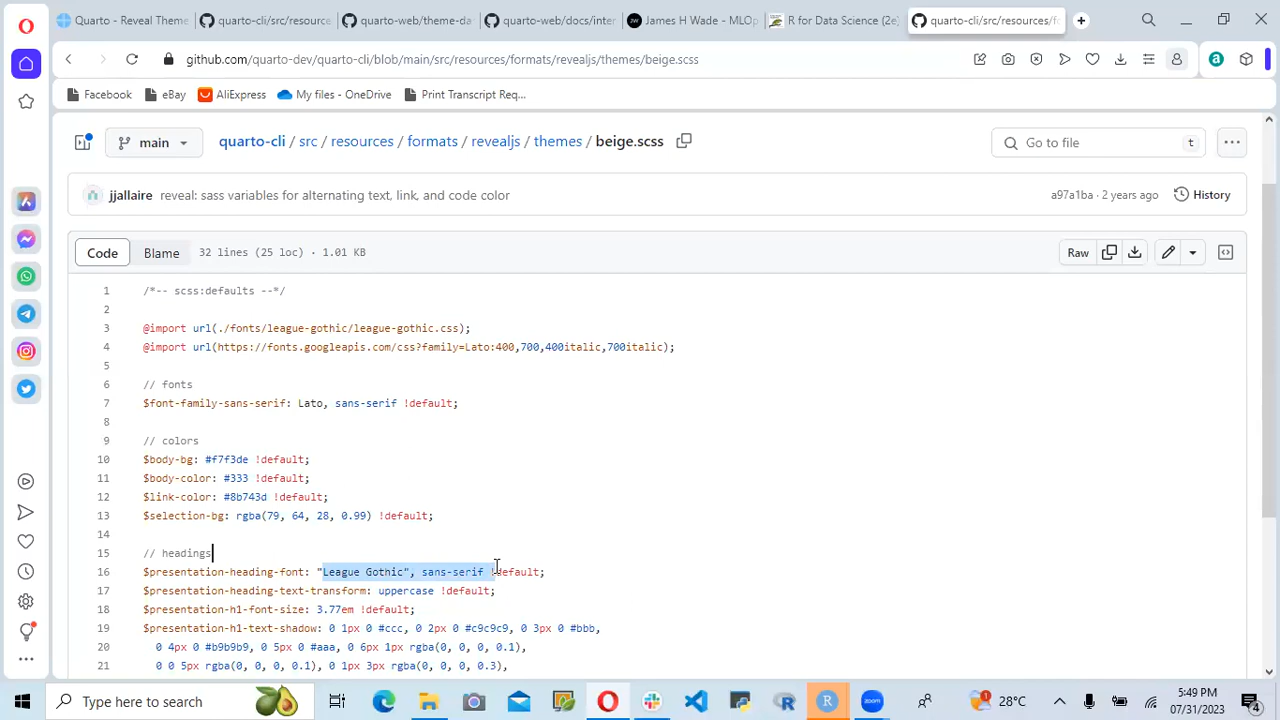 Quarto - Reveal Theme
quarto-cli/src/resource
quarto-web/theme-da
quarto-web/docs/inter
James H Wade - MLOp
R for Data Science (2e)
quarto-cli/src/resources/fo
github.com/quarto-dev/quarto-cli/blob/main/src/resources/formats/revealjs/themes/beige.scss
Facebook
eBay
AliExpress
My files - OneDrive
Print Transcript Req...
main
quarto-cli / src / resources / formats / revealjs / themes / beige.scss
Go to file
t
jjallaire reveal: sass variables for alternating text, link, and code color
a97a1ba · 2 years ago
History
Code
Blame
32 lines (25 loc) · 1.01 KB
Raw
1 /*-- scss:defaults --*/
2
3 @import url(./fonts/league-gothic/league-gothic.css);
4 @import url(https://fonts.googleapis.com/css?family=Lato:400,700,400italic,700italic);
5
6 // fonts
7 $font-family-sans-serif: Lato, sans-serif !default;
8
9 // colors
10 $body-bg: #f7f3de !default;
11 $body-color: #333 !default;
12 $link-color: #8b743d !default;
13 $selection-bg: rgba(79, 64, 28, 0.99) !default;
14
15 // headings
16 $presentation-heading-font: "League Gothic", sans-serif !default;
17 $presentation-heading-text-transform: uppercase !default;
18 $presentation-h1-font-size: 3.77em !default;
19 $presentation-h1-text-shadow: 0 1px 0 #ccc, 0 2px 0 #c9c9c9, 0 3px 0 #bbb,
20 0 4px 0 #b9b9b9, 0 5px 0 #aaa, 0 6px 1px rgba(0, 0, 0, 0.1),
21 0 0 5px rgba(0, 0, 0, 0.1), 0 1px 3px rgba(0, 0, 0, 0.3),
Type here to search
zoom
28°C
5:49 PM
07/31/2023
4